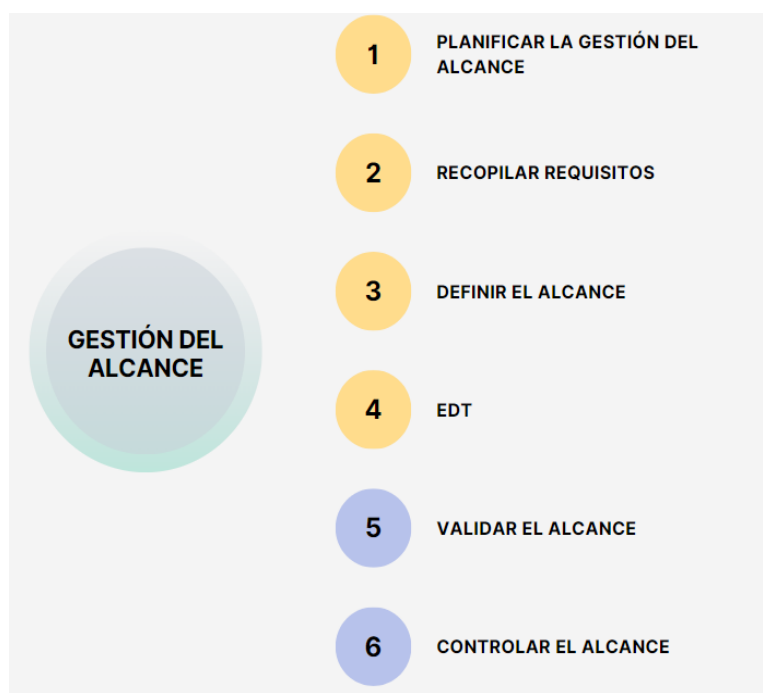 GESTIÓN DEL
ALCANCE
1
PLANIFICAR LA GESTIÓN DEL
ALCANCE
2
RECOPILAR REQUISITOS
3
DEFINIR EL ALCANCE
4
EDT
5
VALIDAR EL ALCANCE
6
CONTROLAR EL ALCANCE